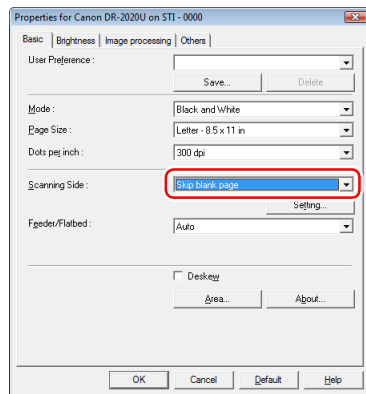 Properties for Canon DR-2020U on STI - 0000
Basic Brightness Image processing Others
User Preference :
Save... Delete
Mode : Black and White
Page Size : Letter - 8.5 x 11 in
Dots per inch : 300 dpi
Scanning Side : Skip blank page
Setting...
Feeder/Flatbed : Auto
Deskew
Area... About...
OK Cancel Default Help